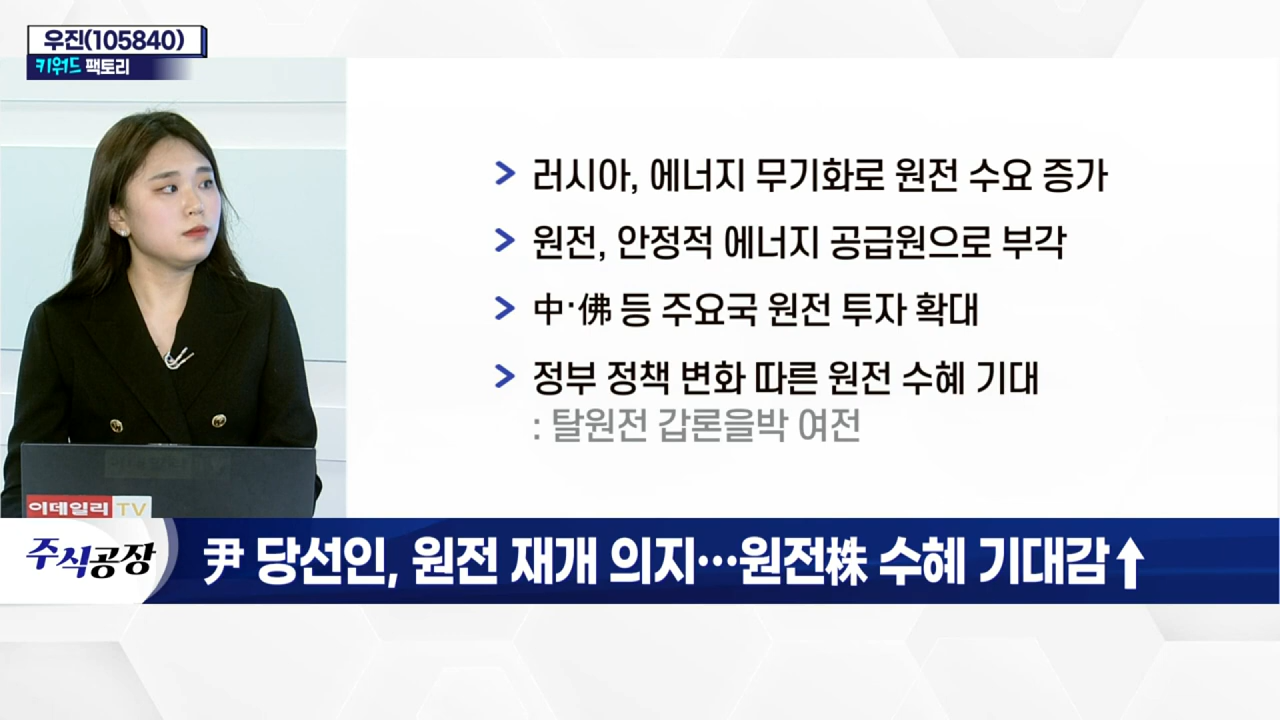 우진(105840)
키워드 팩토리
> 러시아, 에너지 무기화로 원전 수요 증가
> 원전, 안정적 에너지 공급원으로 부각
> 中·佛 등 주요국 원전 투자 확대
> 정부 정책 변화 따른 원전 수혜 기대
: 탈원전 갑론을박 여전
이데일리 TV
주식공장
尹 당선인, 원전 재개 의지…원전株 수혜 기대감↑